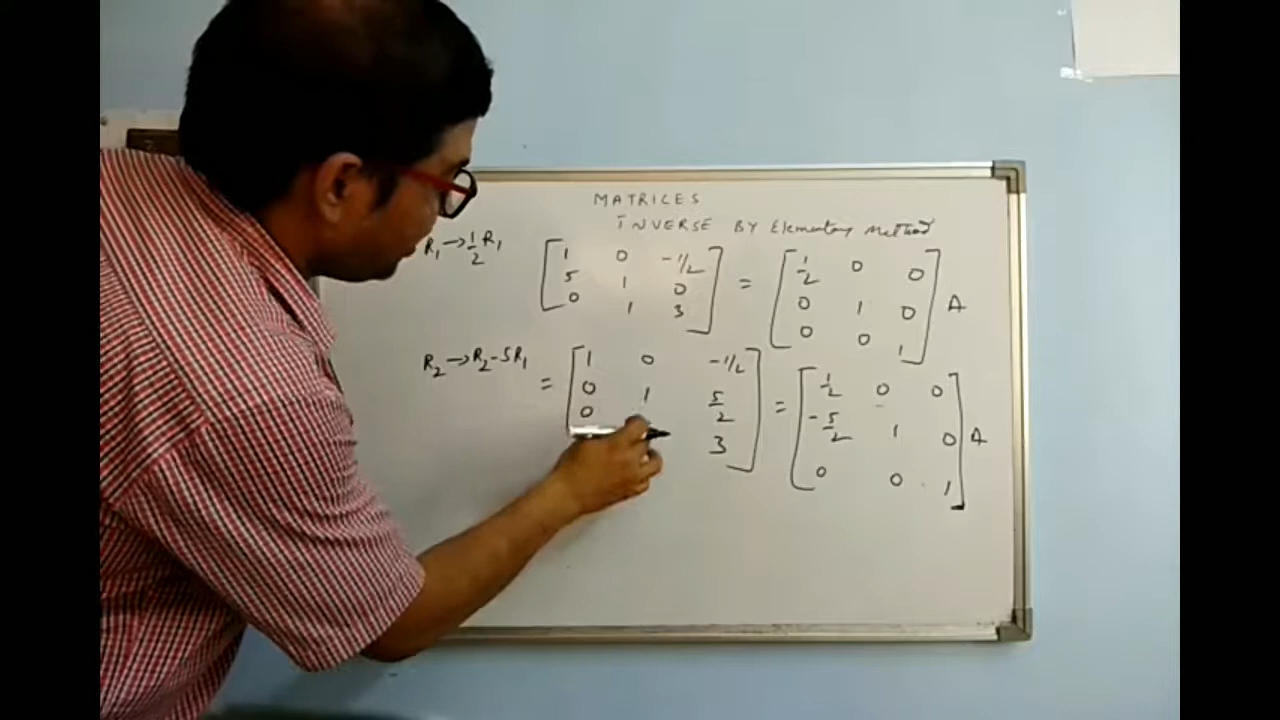 MATRICES
INVERSE BY Elementary Method
R₁→½R₁ [1 0 -1/2 = [½ 0 0
5 1 0 0 1 0
0 1 3] 0 0 1] A
R₂→R₂-5R₁ = [1 0 -1/2 = [½ 0 0
0 1 5/2 -5/2 1 0
0 3] 0 0 1] A